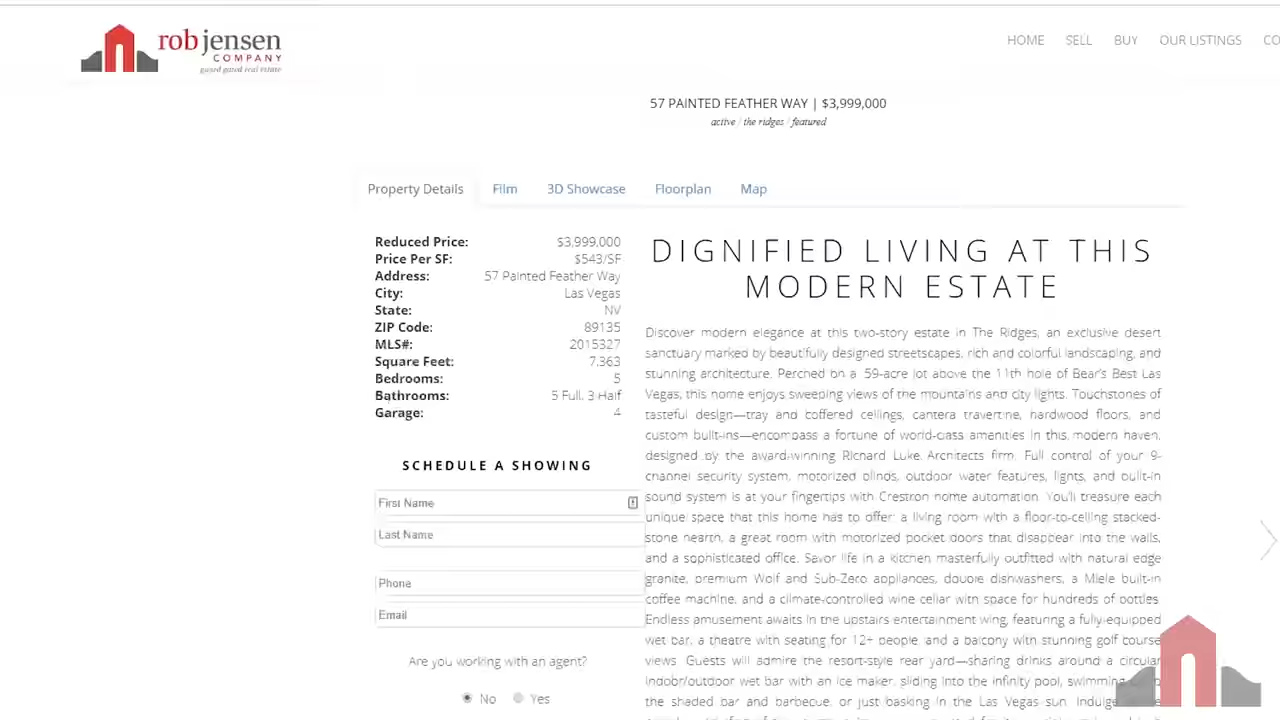 robjensen
COMPANY
guard gated real estate
HOME SELL BUY OUR LISTINGS CO
57 PAINTED FEATHER WAY | $3,999,000
active / the ridges / featured
Property Details Film 3D Showcase Floorplan Map
Reduced Price: $3,999,000
Price Per SF: $543/SF
Address: 57 Painted Feather Way
City: Las Vegas
State: NV
ZIP Code: 89135
MLS#: 2015327
Square Feet: 7,363
Bedrooms: 5
Bathrooms: 5 Full, 3 Half
Garage: 4
SCHEDULE A SHOWING
First Name
Last Name
Phone
Email
Are you working with an agent?
No Yes
DIGNIFIED LIVING AT THIS
MODERN ESTATE
Discover modern elegance at this two-story estate in The Ridges, an exclusive desert
sanctuary marked by beautifully designed streetscapes, rich and colorful landscaping, and
stunning architecture. Perched on a .59-acre lot above the 11th hole of Bear's Best Las
Vegas, this home enjoys sweeping views of the mountains and city lights. Touchstones of
tasteful design—tray and coffered ceilings, cantera travertine, hardwood floors, and
custom built-ins—encompass a fortune of world-class amenities in this modern haven,
designed by the award-winning Richard Luke Architects firm. Full control of your 9-
channel security system, motorized blinds, outdoor water features, lights, and built-in
sound system is at your fingertips with Crestron home automation. You'll treasure each
unique space that this home has to offer: a living room with a floor-to-ceiling stacked-
stone hearth, a great room with motorized pocket doors that disappear into the walls,
and a sophisticated office. Savor life in a kitchen masterfully outfitted with natural edge
granite, premium Wolf and Sub-Zero appliances, double dishwashers, a Miele built-in
coffee machine, and a climate-controlled wine cellar with space for hundreds of bottles.
Endless amusement awaits in the upstairs entertainment wing, featuring a fully-equipped
wet bar, a theatre with seating for 12+ people and a balcony with stunning golf course
views. Guests will admire the resort-style rear yard—sharing drinks around a circular
indoor/outdoor wet bar with an ice maker, sliding into the infinity pool, swimming
the shaded bar and barbecue, or just basking in the Las Vegas sun. Indulge